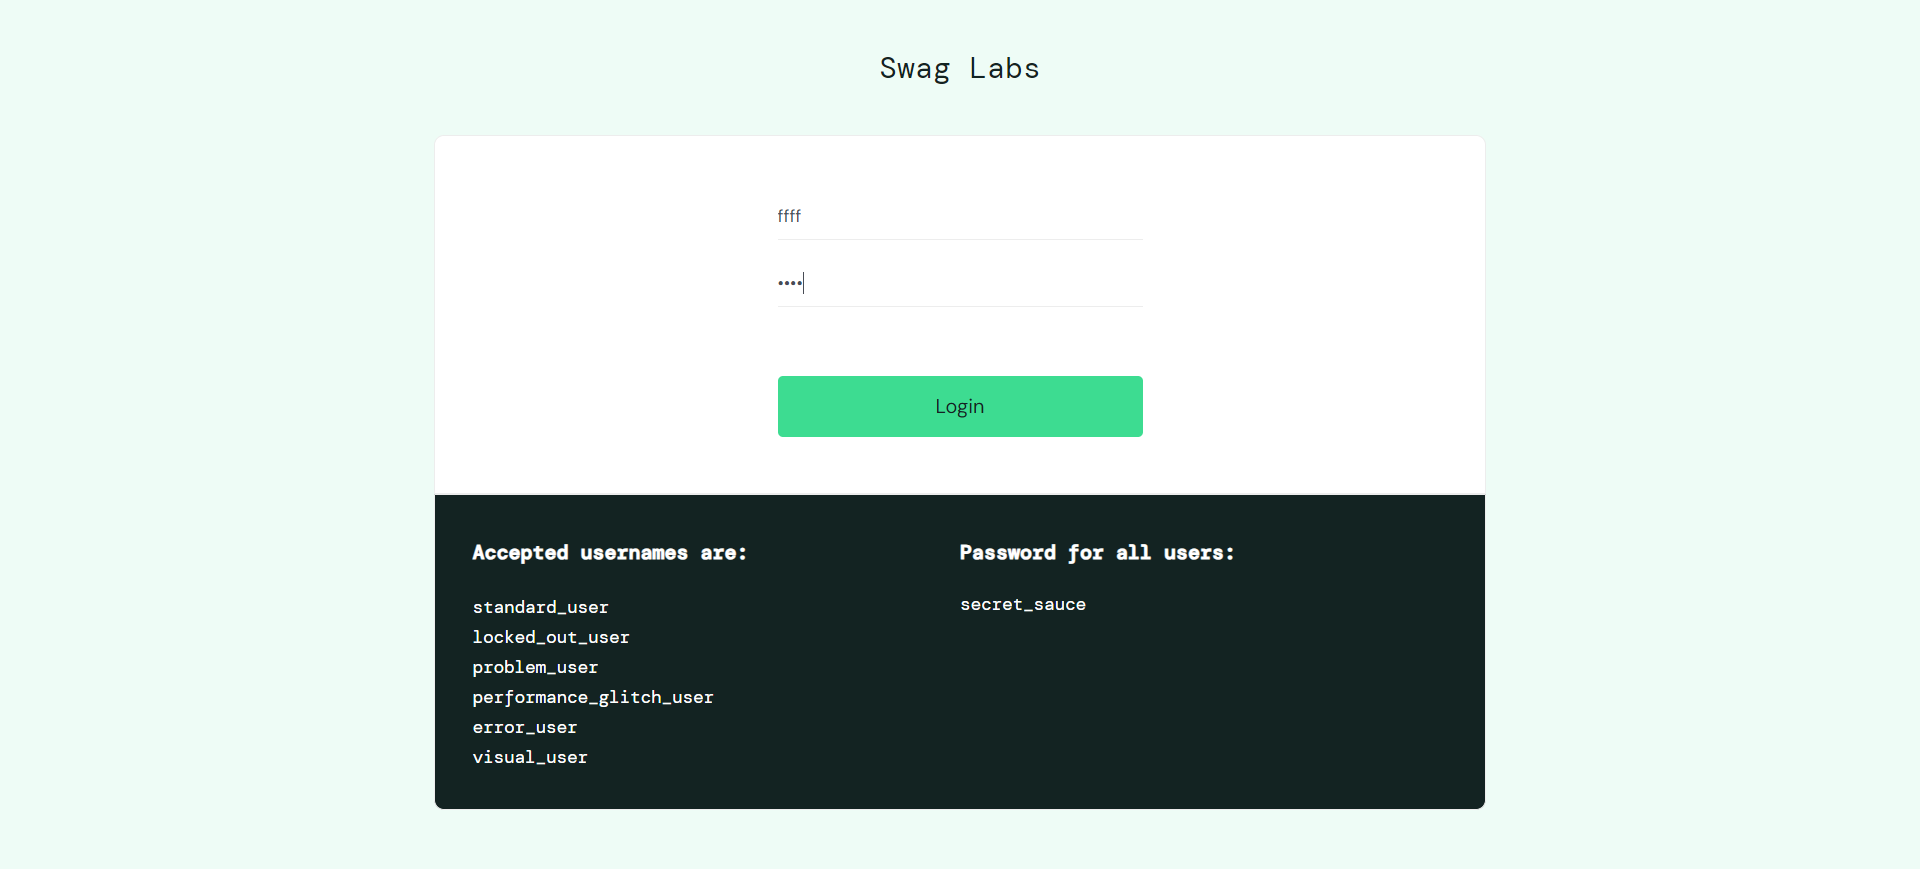 Swag Labs
ffff
••••
Login
Accepted usernames are:
standard_user
locked_out_user
problem_user
performance_glitch_user
error_user
visual_user
Password for all users:
secret_sauce